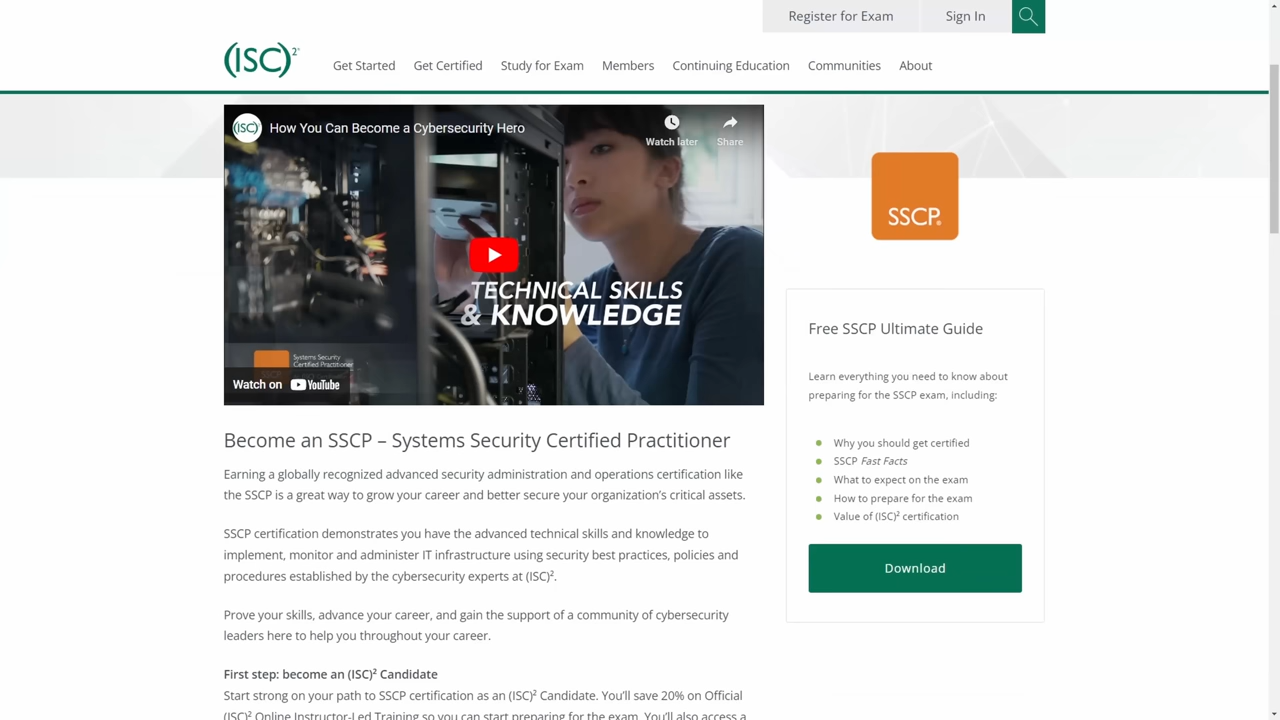 Register for Exam
Sign In
(ISC)²
Get Started
Get Certified
Study for Exam
Members
Continuing Education
Communities
About
(ISC)
How You Can Become a Cybersecurity Hero
Watch later
Share
TECHNICAL SKILLS
& KNOWLEDGE
SSCP
Systems Security
Certified Practitioner
Watch on YouTube
SSCP®
Become an SSCP – Systems Security Certified Practitioner
Earning a globally recognized advanced security administration and operations certification like
the SSCP is a great way to grow your career and better secure your organization's critical assets.
SSCP certification demonstrates you have the advanced technical skills and knowledge to
implement, monitor and administer IT infrastructure using security best practices, policies and
procedures established by the cybersecurity experts at (ISC)².
Prove your skills, advance your career, and gain the support of a community of cybersecurity
leaders here to help you throughout your career.
First step: become an (ISC)² Candidate
Start strong on your path to SSCP certification as an (ISC)² Candidate. You'll save 20% on Official
(ISC)² Online Instructor-Led Training so you can start preparing for the exam. You'll also access a
Free SSCP Ultimate Guide
Learn everything you need to know about
preparing for the SSCP exam, including:
Why you should get certified
SSCP Fast Facts
What to expect on the exam
How to prepare for the exam
Value of (ISC)² certification
Download